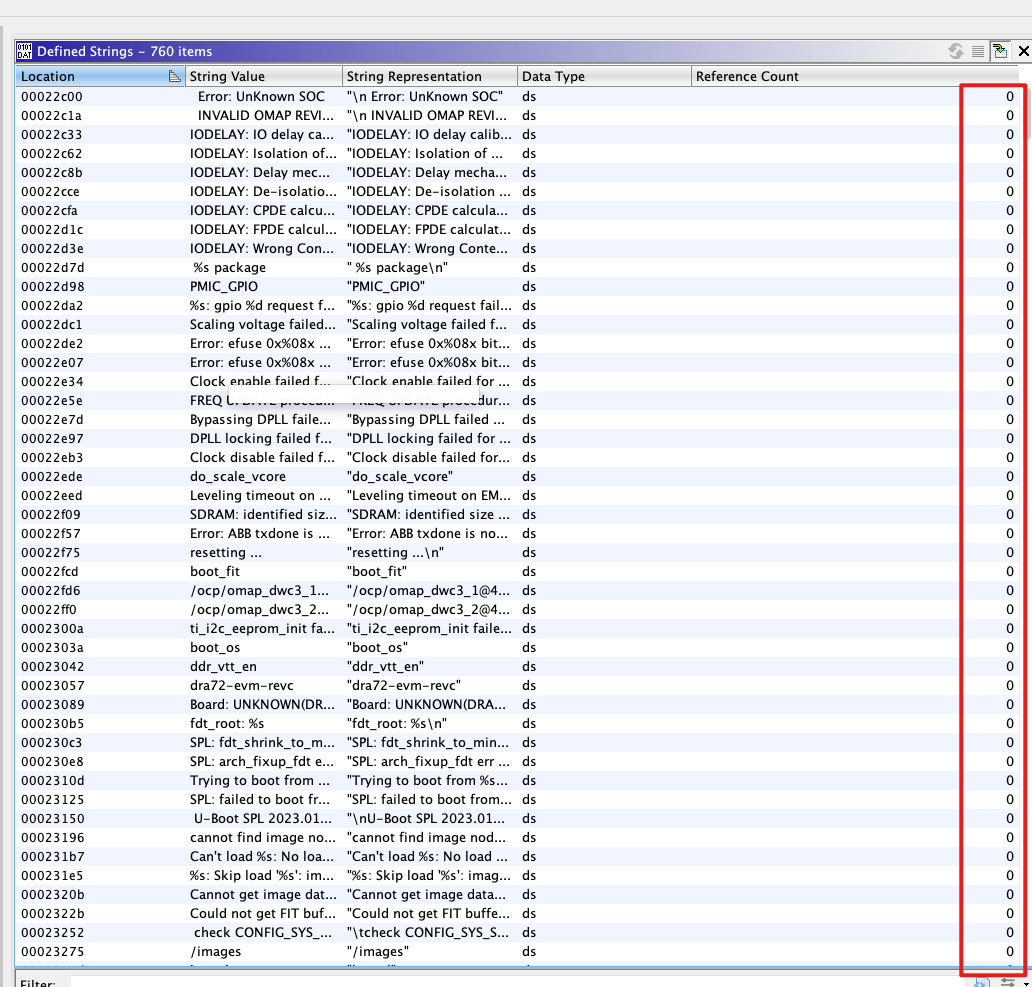 Defined Strings – 760 items
Location String Value String Representation Data Type Reference Count
00022c00 Error: UnKnown SOC "\n Error: UnKnown SOC" ds 0
00022c1a INVALID OMAP REVI... "\n INVALID OMAP REVI... ds 0
00022c33 IODELAY: IO delay ca... "IODELAY: IO delay calib... ds 0
00022c62 IODELAY: Isolation of... "IODELAY: Isolation of ... ds 0
00022c8b IODELAY: Delay mec... "IODELAY: Delay mecha... ds 0
00022cce IODELAY: De-isolatio... "IODELAY: De-isolation ... ds 0
00022cfa IODELAY: CPDE calcu... "IODELAY: CPDE calcula... ds 0
00022d1c IODELAY: FPDE calcul... "IODELAY: FPDE calculat... ds 0
00022d3e IODELAY: Wrong Con... "IODELAY: Wrong Conte... ds 0
00022d7d %s package " %s package\n" ds 0
00022d98 PMIC_GPIO "PMIC_GPIO" ds 0
00022da2 %s: gpio %d request f... "%s: gpio %d request fail... ds 0
00022dc1 Scaling voltage failed... "Scaling voltage failed f... ds 0
00022de2 Error: efuse 0x%08x ... "Error: efuse 0x%08x bit... ds 0
00022e07 Error: efuse 0x%08x ... "Error: efuse 0x%08x bit... ds 0
00022e34 Clock enable failed f... "Clock enable failed for ... ds 0
00022e5e FREQ UPDATE proced... "FREQ UPDATE procedur... ds 0
00022e7d Bypassing DPLL faile... "Bypassing DPLL failed ... ds 0
00022e97 DPLL locking failed f... "DPLL locking failed for ... ds 0
00022eb3 Clock disable failed f... "Clock disable failed for... ds 0
00022ede do_scale_vcore "do_scale_vcore" ds 0
00022eed Leveling timeout on ... "Leveling timeout on EM... ds 0
00022f09 SDRAM: identified siz... "SDRAM: identified size ... ds 0
00022f57 Error: ABB txdone is ... "Error: ABB txdone is no... ds 0
00022f75 resetting ... "resetting ...\n" ds 0
00022fcd boot_fit "boot_fit" ds 0
00022fd6 /ocp/omap_dwc3_1... "/ocp/omap_dwc3_1@4... ds 0
00022ff0 /ocp/omap_dwc3_2... "/ocp/omap_dwc3_2@4... ds 0
0002300a ti_i2c_eeprom_init fa... "ti_i2c_eeprom_init faile... ds 0
0002303a boot_os "boot_os" ds 0
00023042 ddr_vtt_en "ddr_vtt_en" ds 0
00023057 dra72-evm-revc "dra72-evm-revc" ds 0
00023089 Board: UNKNOWN(DR... "Board: UNKNOWN(DRA... ds 0
000230b5 fdt_root: %s "fdt_root: %s\n" ds 0
000230c3 SPL: fdt_shrink_to_m... "SPL: fdt_shrink_to_min... ds 0
000230e8 SPL: arch_fixup_fdt e... "SPL: arch_fixup_fdt err ... ds 0
0002310d Trying to boot from ... "Trying to boot from %s... ds 0
00023125 SPL: failed to boot fr... "SPL: failed to boot from... ds 0
00023150 U-Boot SPL 2023.01... "\nU-Boot SPL 2023.01... ds 0
00023196 cannot find image no... "cannot find image nod... ds 0
000231b7 Can't load %s: No loa... "Can't load %s: No load ... ds 0
000231e5 %s: Skip load '%s': im... "%s: Skip load '%s': imag... ds 0
0002320b Cannot get image dat... "Cannot get image data... ds 0
0002322b Could not get FIT buf... "Could not get FIT buffe... ds 0
00023252 check CONFIG_SYS_... "\tcheck CONFIG_SYS_S... ds 0
00023275 /images "/images" ds 0
Filter: